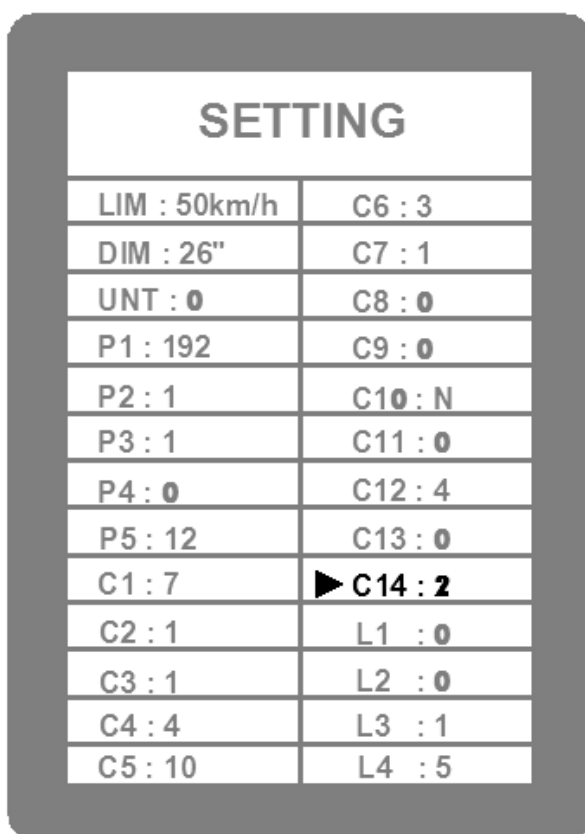 SETTING
LIM : 50km/h
DIM : 26"
UNT : 0
P1 : 192
P2 : 1
P3 : 1
P4 : 0
P5 : 12
C1 : 7
C2 : 1
C3 : 1
C4 : 4
C5 : 10
C6 : 3
C7 : 1
C8 : 0
C9 : 0
C10 : N
C11 : 0
C12 : 4
C13 : 0
▶ C14 : 2
L1 : 0
L2 : 0
L3 : 1
L4 : 5